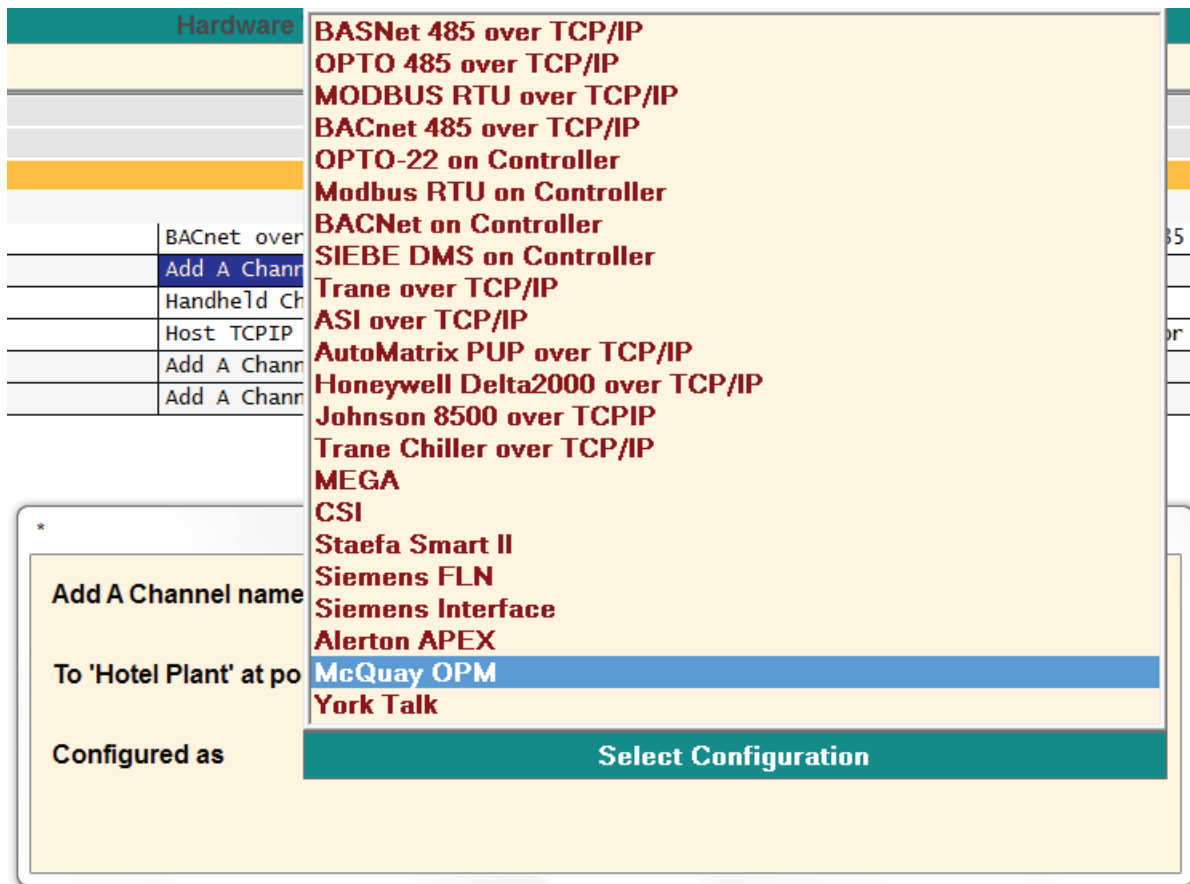 Hardware
BASNet 485 over TCP/IP
OPTO 485 over TCP/IP
MODBUS RTU over TCP/IP
BACnet 485 over TCP/IP
OPTO-22 on Controller
Modbus RTU on Controller
BACNet on Controller
SIEBE DMS on Controller
Trane over TCP/IP
ASI over TCP/IP
AutoMatrix PUP over TCP/IP
Honeywell Delta2000 over TCP/IP
Johnson 8500 over TCPIP
Trane Chiller over TCP/IP
MEGA
CSI
Staefa Smart II
Siemens FLN
Siemens Interface
Alerton APEX
McQuay OPM
York Talk
Select Configuration
BACnet over
Add A Chann
Handheld Ch
Host TCPIP
Add A Chann
Add A Chann
*
Add A Channel name
To 'Hotel Plant' at po
Configured as